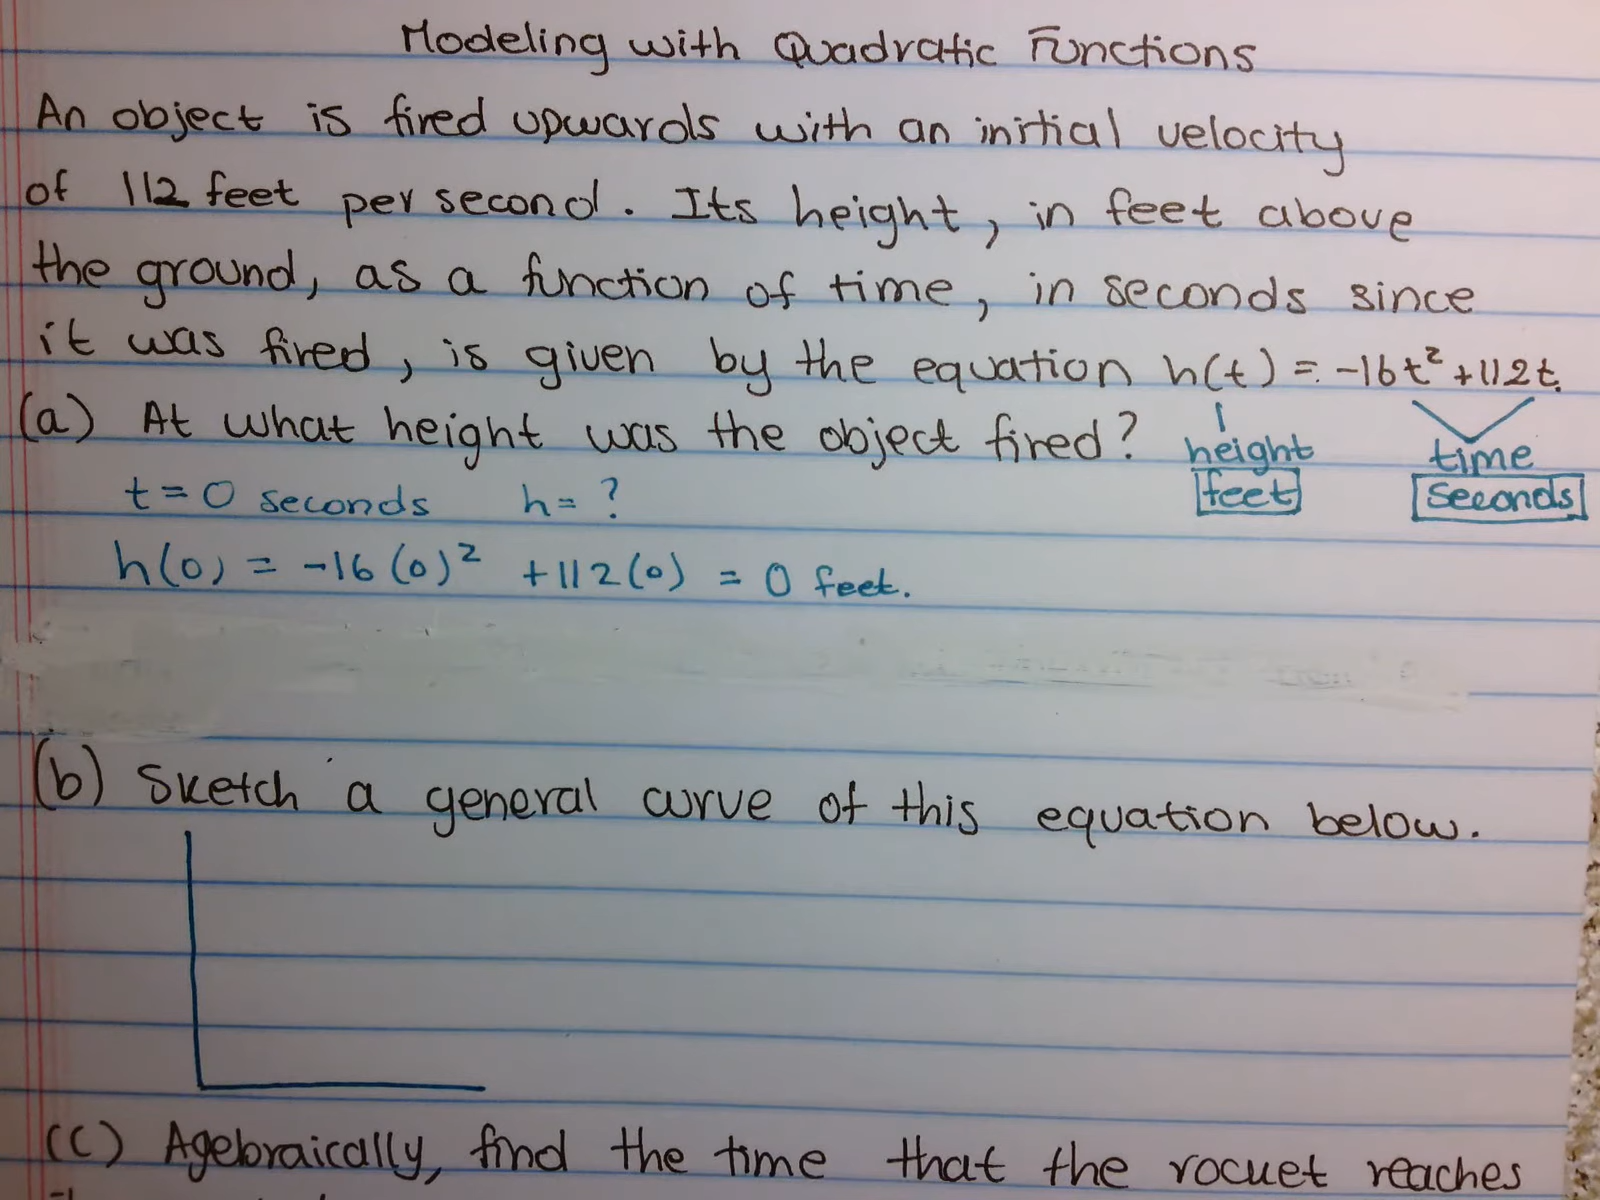 Modeling with Quadratic Functions
An object is fired upwards with an initial velocity
of 112 feet per second. Its height, in feet above
the ground, as a function of time, in seconds since
it was fired, is given by the equation h(t) = -16t² +112t.
(a) At what height was the object fired?
height time
feet seconds
t = 0 seconds h = ?
h(0) = -16(0)² +112(0) = 0 feet.
(b) Sketch a general curve of this equation below.
(c) Agebraically, find the time that the rocket reaches